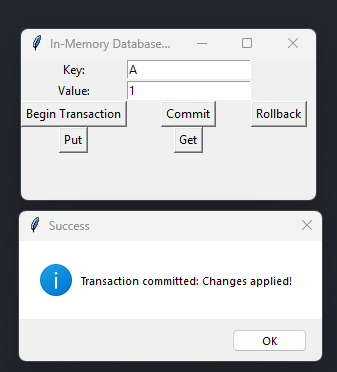 In-Memory Database...
Key: A
Value: 1
Begin Transaction Commit Rollback
Put Get
Success
Transaction committed: Changes applied!
OK